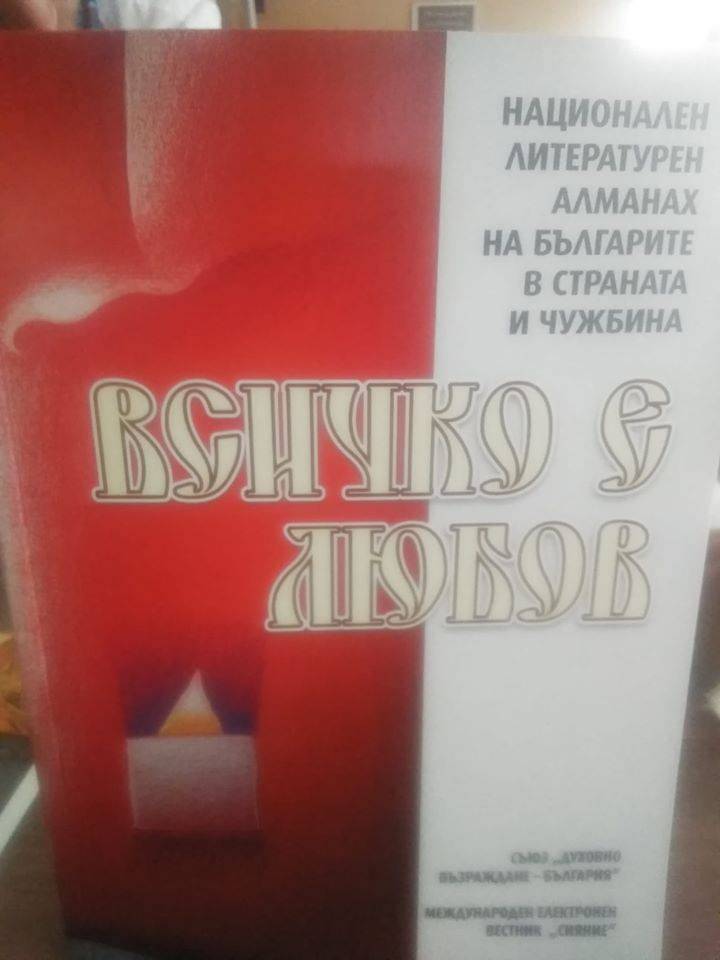 НАЦИОНАЛЕН
ЛИТЕРАТУРЕН
АЛМАНАХ
НА БЪЛГАРИТЕ
В СТРАНАТА
И ЧУЖБИНА
ВСИЧКО Е
ЛЮБОВ
СЪЮЗ „ДУХОВНО
ВЪЗРАЖДАНЕ - БЪЛГАРИЯ"
МЕЖДУНАРОДЕН ЕЛЕКТРОНЕН
ВЕСТНИК „СИЯНИЕ"